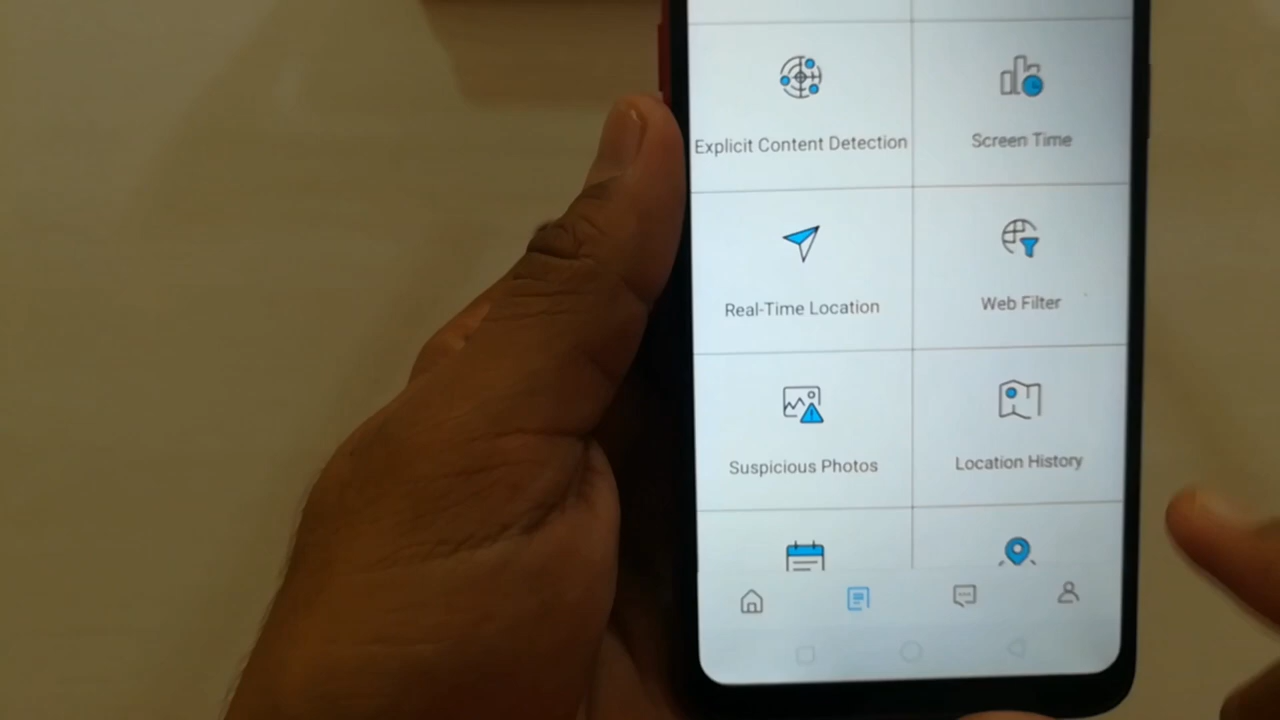 Explicit Content Detection
Screen Time
Real-Time Location
Web Filter
Suspicious Photos
Location History